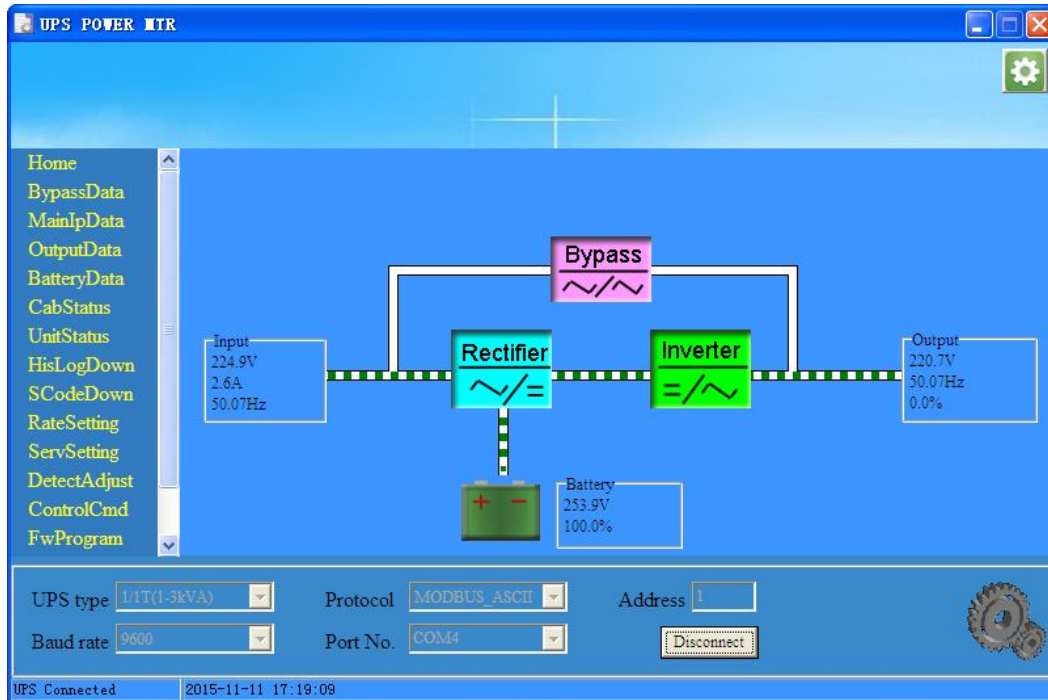 UPS POWER MTR
Home
BypassData
MainIpData
OutputData
BatteryData
CabStatus
UnitStatus
HisLogDown
SCodeDown
RateSetting
ServSetting
DetectAdjust
ControlCmd
FwProgram
Bypass
Input
224.9V
2.6A
50.07Hz
Rectifier
Inverter
Output
220.7V
50.07Hz
0.0%
Battery
253.9V
100.0%
UPS type 1/1T(1-3kVA) Protocol MODBUS_ASCII Address 1
Baud rate 9600 Port No. COM4 Disconnect
UPS Connected 2015-11-11 17:19:09